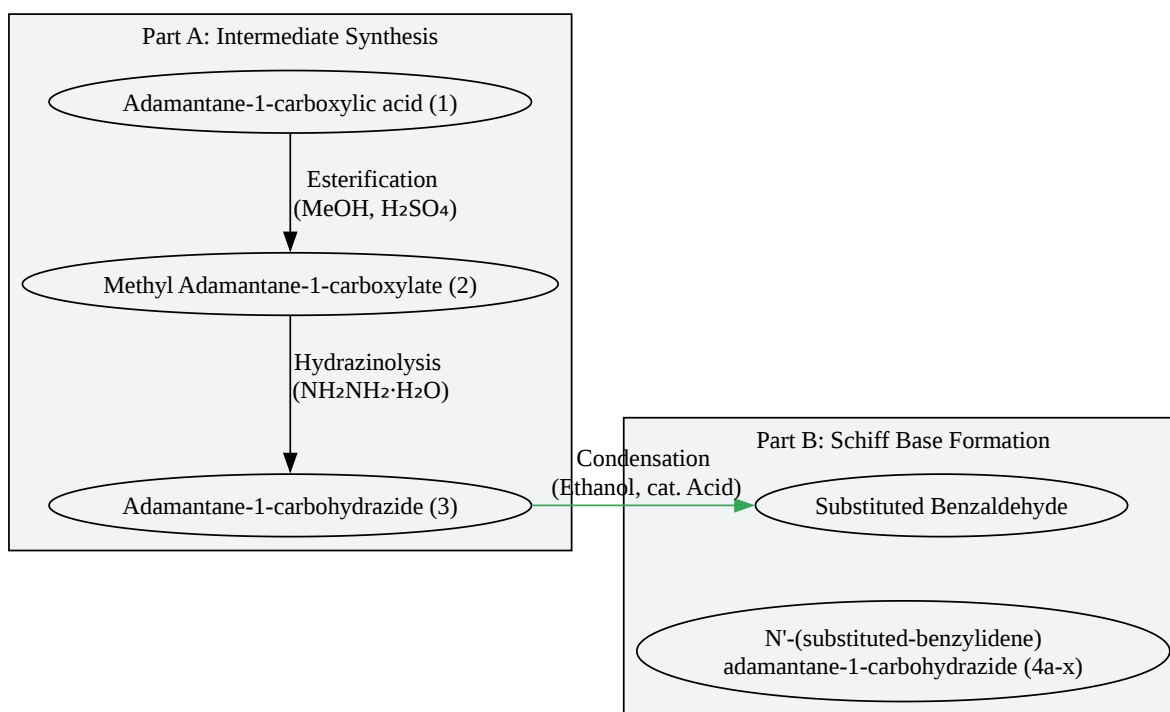 Part A: Intermediate Synthesis
Adamantane-1-carboxylic acid (1)
Esterification
(MeOH, H₂SO₄)
Methyl Adamantane-1-carboxylate (2)
Hydrazinolysis
(NH₂NH₂·H₂O)
Adamantane-1-carbohydrazide (3)
Condensation
(Ethanol, cat. Acid)
Part B: Schiff Base Formation
Substituted Benzaldehyde
N'-(substituted-benzylidene)
adamantane-1-carbohydrazide (4a-x)